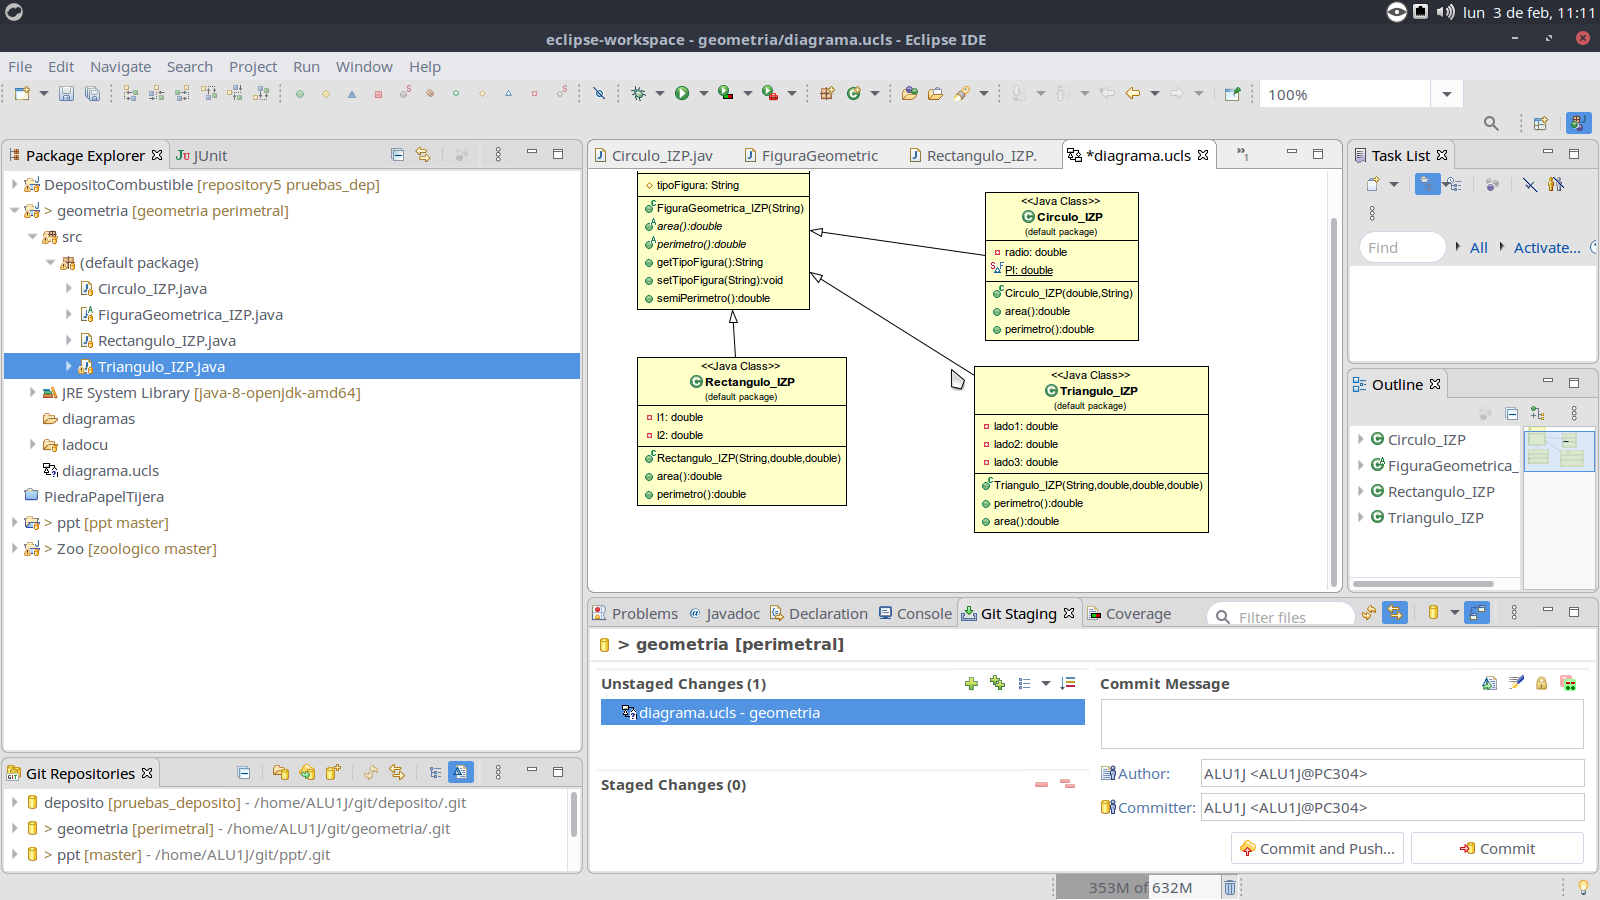 lun  3 de feb, 11:11
eclipse-workspace - geometria/diagrama.ucls - Eclipse IDE
File Edit Navigate Search Project Run Window Help
100%
Package Explorer JUnit
DepositoCombustible [repository5 pruebas_dep]
> geometria [geometria perimetral]
src
(default package)
Circulo_IZP.java
FiguraGeometrica_IZP.java
Rectangulo_IZP.java
Triangulo_IZP.java
JRE System Library [java-8-openjdk-amd64]
diagramas
ladocu
diagrama.ucls
PiedraPapelTijera
> ppt [ppt master]
> Zoo [zoologico master]
Git Repositories
deposito [pruebas_deposito] - /home/ALU1J/git/deposito/.git
> geometria [perimetral] - /home/ALU1J/git/geometria/.git
> ppt [master] - /home/ALU1J/git/ppt/.git
Circulo_IZP.jav FiguraGeometric Rectangulo_IZP. *diagrama.ucls »1
tipoFigura: String
FiguraGeometrica_IZP(String)
area():double
perimetro():double
getTipoFigura():String
setTipoFigura(String):void
semiPerimetro():double
<<Java Class>>
Circulo_IZP
(default package)
radio: double
PI: double
Circulo_IZP(double,String)
area():double
perimetro():double
<<Java Class>>
Rectangulo_IZP
(default package)
l1: double
l2: double
Rectangulo_IZP(String,double,double)
area():double
perimetro():double
<<Java Class>>
Triangulo_IZP
(default package)
lado1: double
lado2: double
lado3: double
Triangulo_IZP(String,double,double,double)
perimetro():double
area():double
Task List
Find All Activate...
Outline
Circulo_IZP
FiguraGeometrica_
Rectangulo_IZP
Triangulo_IZP
Problems @ Javadoc Declaration Console Git Staging Coverage Filter files
> geometria [perimetral]
Unstaged Changes (1)
diagrama.ucls - geometria
Staged Changes (0)
Commit Message
Author: ALU1J <ALU1J@PC304>
Committer: ALU1J <ALU1J@PC304>
Commit and Push... Commit
353M of 632M